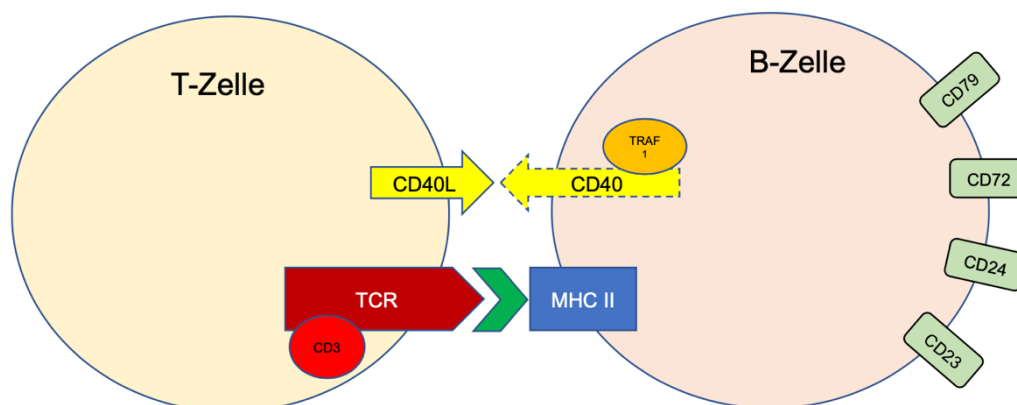 T-Zelle
B-Zelle
CD79
TRAF
1
CD40L
CD40
CD72
CD24
TCR
MHC II
CD3
CD23